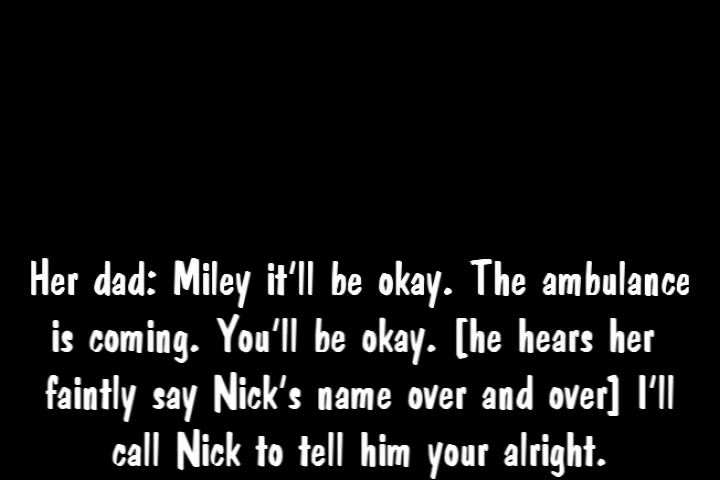 Her dad: Miley it'll be okay. The ambulance
is coming. You'll be okay. [he hears her
faintly say Nick's name over and over] I'll
call Nick to tell him your alright.